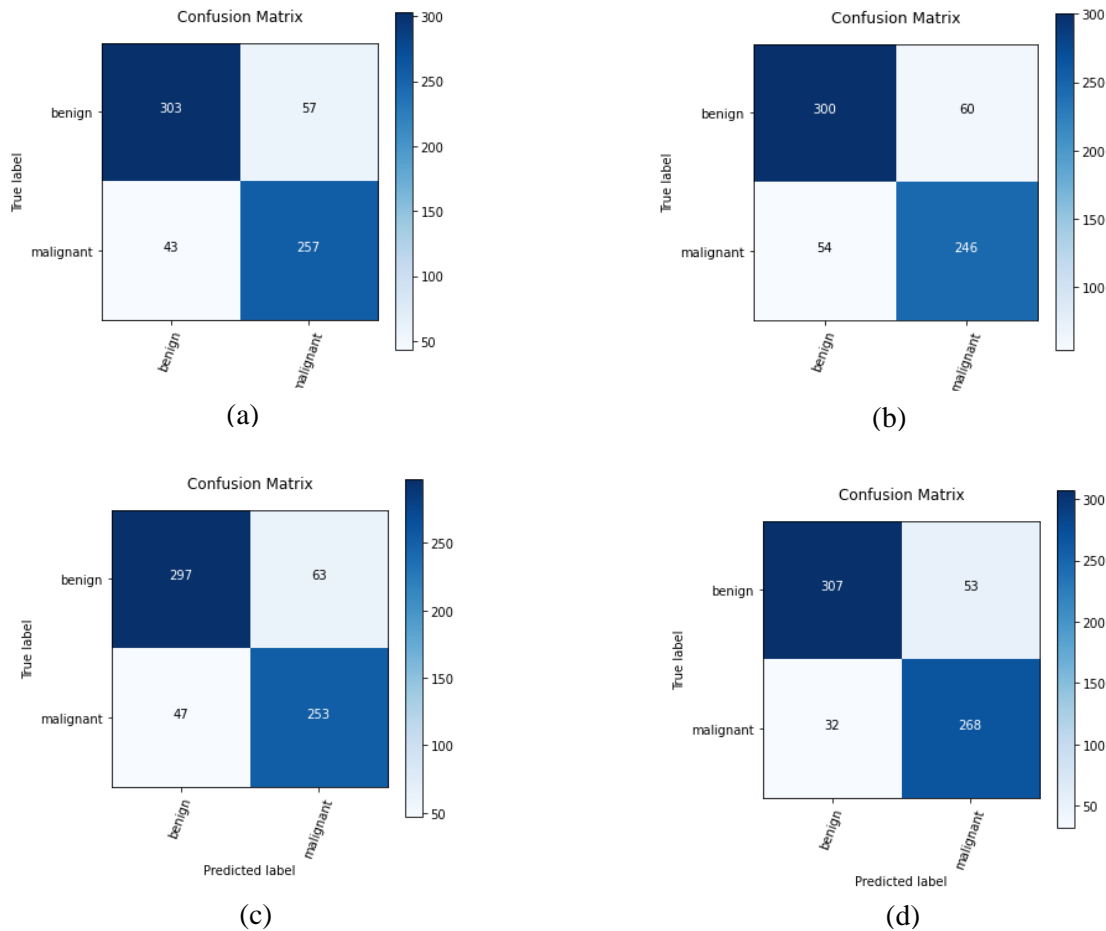 Confusion Matrix
300
benign
303
57
250
True label
200
150
malignant
43
257
100
50
benign
malignant
(a)
Confusion Matrix
300
benign
300
60
250
True label
200
malignant
54
246
150
100
benign
malignant
(b)
Confusion Matrix
benign
297
63
250
True label
200
150
malignant
47
253
100
50
benign
malignant
Predicted label
(c)
Confusion Matrix
300
benign
307
53
250
True label
200
150
malignant
32
268
100
50
benign
malignant
Predicted label
(d)